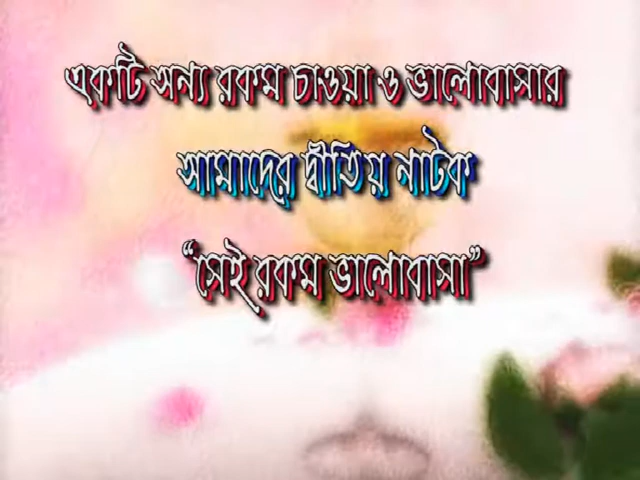 একটি অন্য রকম চাওয়া ও ভালোবাসার
আমাদের দ্বীতিয় নাটক
“সেই রকম ভালোবাসা”